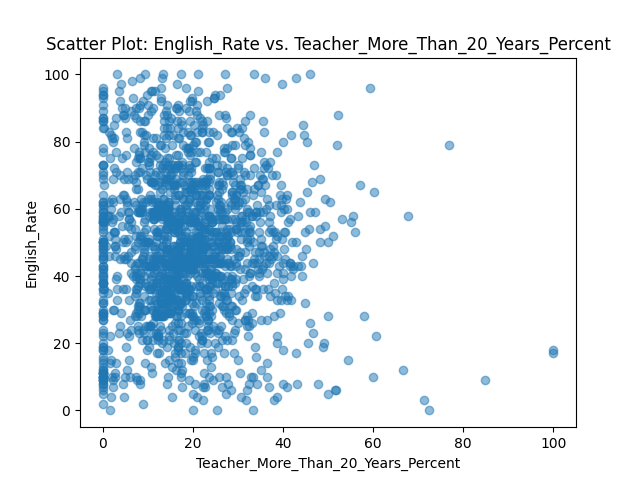 Scatter Plot: English_Rate vs. Teacher_More_Than_20_Years_Percent
100
80
60
40
20
0
English_Rate
0 20 40 60 80 100
Teacher_More_Than_20_Years_Percent